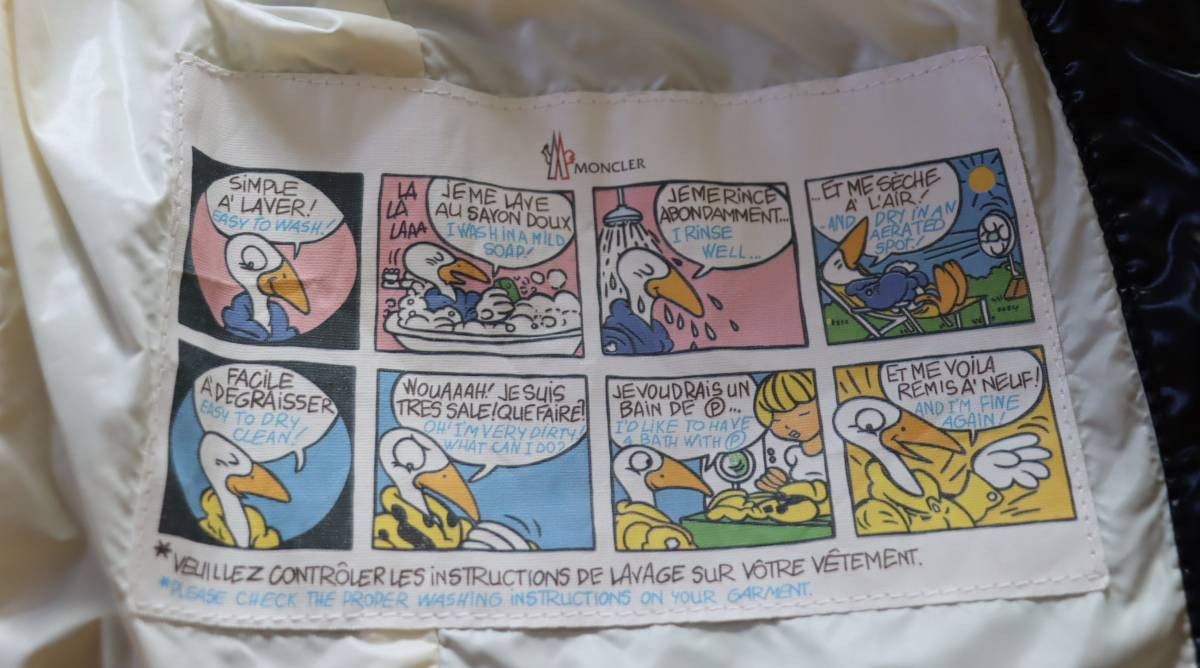 MONCLER
SIMPLE
A' LAVER!
EASY TO WASH!
LA
LA
LAAA
JE ME LAVE
AU SAYON DOUX
I WASH IN A MILD
SOAP!
JE ME RINCE
ABONDAMMENT...
I RINSE
WELL...
...ET ME SÈCHE
A' L'AIR!
...AND DRY IN AN
AERATED
SPOT!
FACILE
A' DEGRAISSER
EASY TO DRY
CLEAN!
WOUAAAH! JE SUIS
TRES SALE! QUE FAIRE?
OH! I'M VERY DIRTY!
WHAT CAN I DO?
JE VOUDRAIS UN
BAIN DE Ⓟ...
I'D LIKE TO HAVE
A BATH WITH Ⓟ
ET ME VOILA
REMIS A' NEUF!
AND I'M FINE
AGAIN!
*VEUILLEZ CONTRÔLER LES INSTRUCTIONS DE LAVAGE SUR VÔTRE VÊTEMENT.
*PLEASE CHECK THE PROPER WASHING INSTRUCTIONS ON YOUR GARMENT.